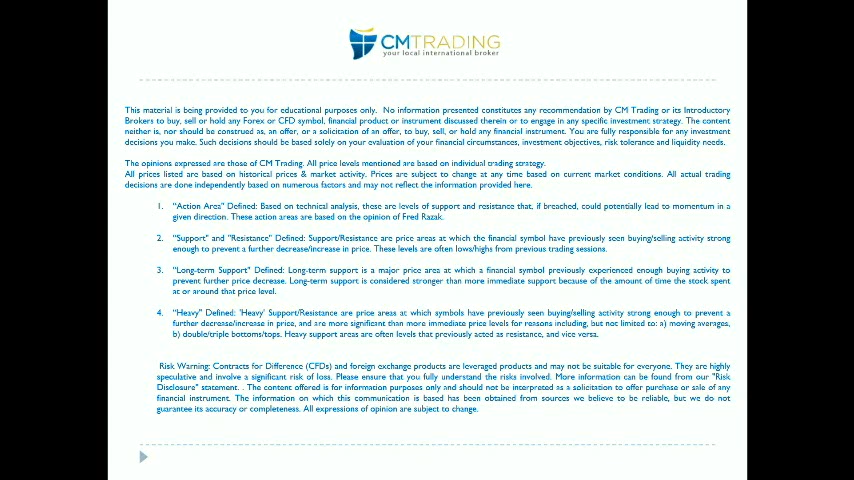 CMTRADING
your local international broker
This material is being provided to you for educational purposes only. No information presented constitutes any recommendation by CM Trading or its Introductory
Brokers to buy, sell or hold any Forex or CFD symbol, financial product or instrument discussed therein or to engage in any specific investment strategy. The content
neither is, nor should be construed as, an offer, or a solicitation of an offer, to buy, sell, or hold any financial instrument. You are fully responsible for any investment
decisions you make. Such decisions should be based solely on your evaluation of your financial circumstances, investment objectives, risk tolerance and liquidity needs.
The opinions expressed are those of CM Trading. All price levels mentioned are based on individual trading strategy.
All prices listed are based on historical prices & market activity. Prices are subject to change at any time based on current market conditions. All actual trading
decisions are done independently based on numerous factors and may not reflect the information provided here.
1. "Action Area" Defined: Based on technical analysis, these are levels of support and resistance that, if breached, could potentially lead to momentum in a
given direction. These action areas are based on the opinion of Fred Razak.
2. "Support" and "Resistance" Defined: Support/Resistance are price areas at which the financial symbol have previously seen buying/selling activity strong
enough to prevent a further decrease/increase in price. These levels are often lows/highs from previous trading sessions.
3. "Long-term Support" Defined: Long-term support is a major price area at which a financial symbol previously experienced enough buying activity to
prevent further price decrease. Long-term support is considered stronger than more immediate support because of the amount of time the stock spent
at or around that price level.
4. "Heavy" Defined: 'Heavy' Support/Resistance are price areas at which symbols have previously seen buying/selling activity strong enough to prevent a
further decrease/increase in price, and are more significant than more immediate price levels for reasons including, but not limited to: a) moving averages,
b) double/triple bottoms/tops. Heavy support areas are often levels that previously acted as resistance, and vice versa.
Risk Warning: Contracts for Difference (CFDs) and foreign exchange products are leveraged products and may not be suitable for everyone. They are highly
speculative and involve a significant risk of loss. Please ensure that you fully understand the risks involved. More information can be found from our "Risk
Disclosure" statement. . The content offered is for information purposes only and should not be interpreted as a solicitation to offer purchase or sale of any
financial instrument. The information on which this communication is based has been obtained from sources we believe to be reliable, but we do not
guarantee its accuracy or completeness. All expressions of opinion are subject to change.